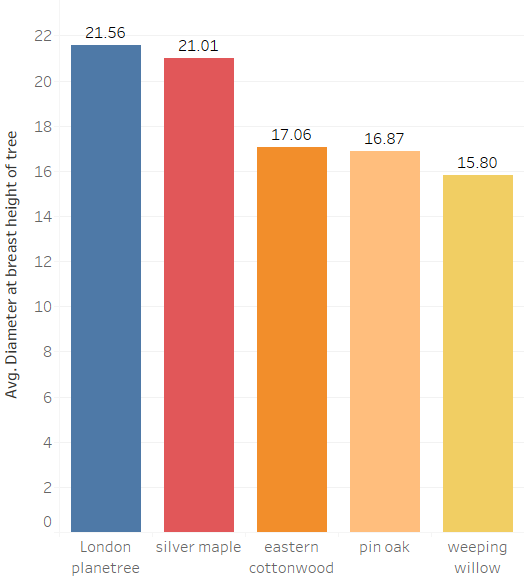 Avg. Diameter at breast height of tree
22
20
18
16
14
12
10
8
6
4
2
0
21.56
21.01
17.06
16.87
15.80
London
planetree
silver maple
eastern
cottonwood
pin oak
weeping
willow